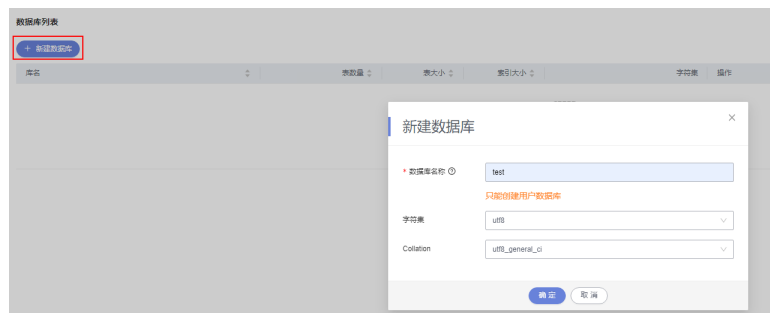 数据库列表
+ 新建数据库
库名 表数量 表大小 索引大小 字符集 操作
新建数据库
* 数据库名称
test
只能创建用户数据库
字符集
utf8
Collation
utf8_general_ci
确定 取消